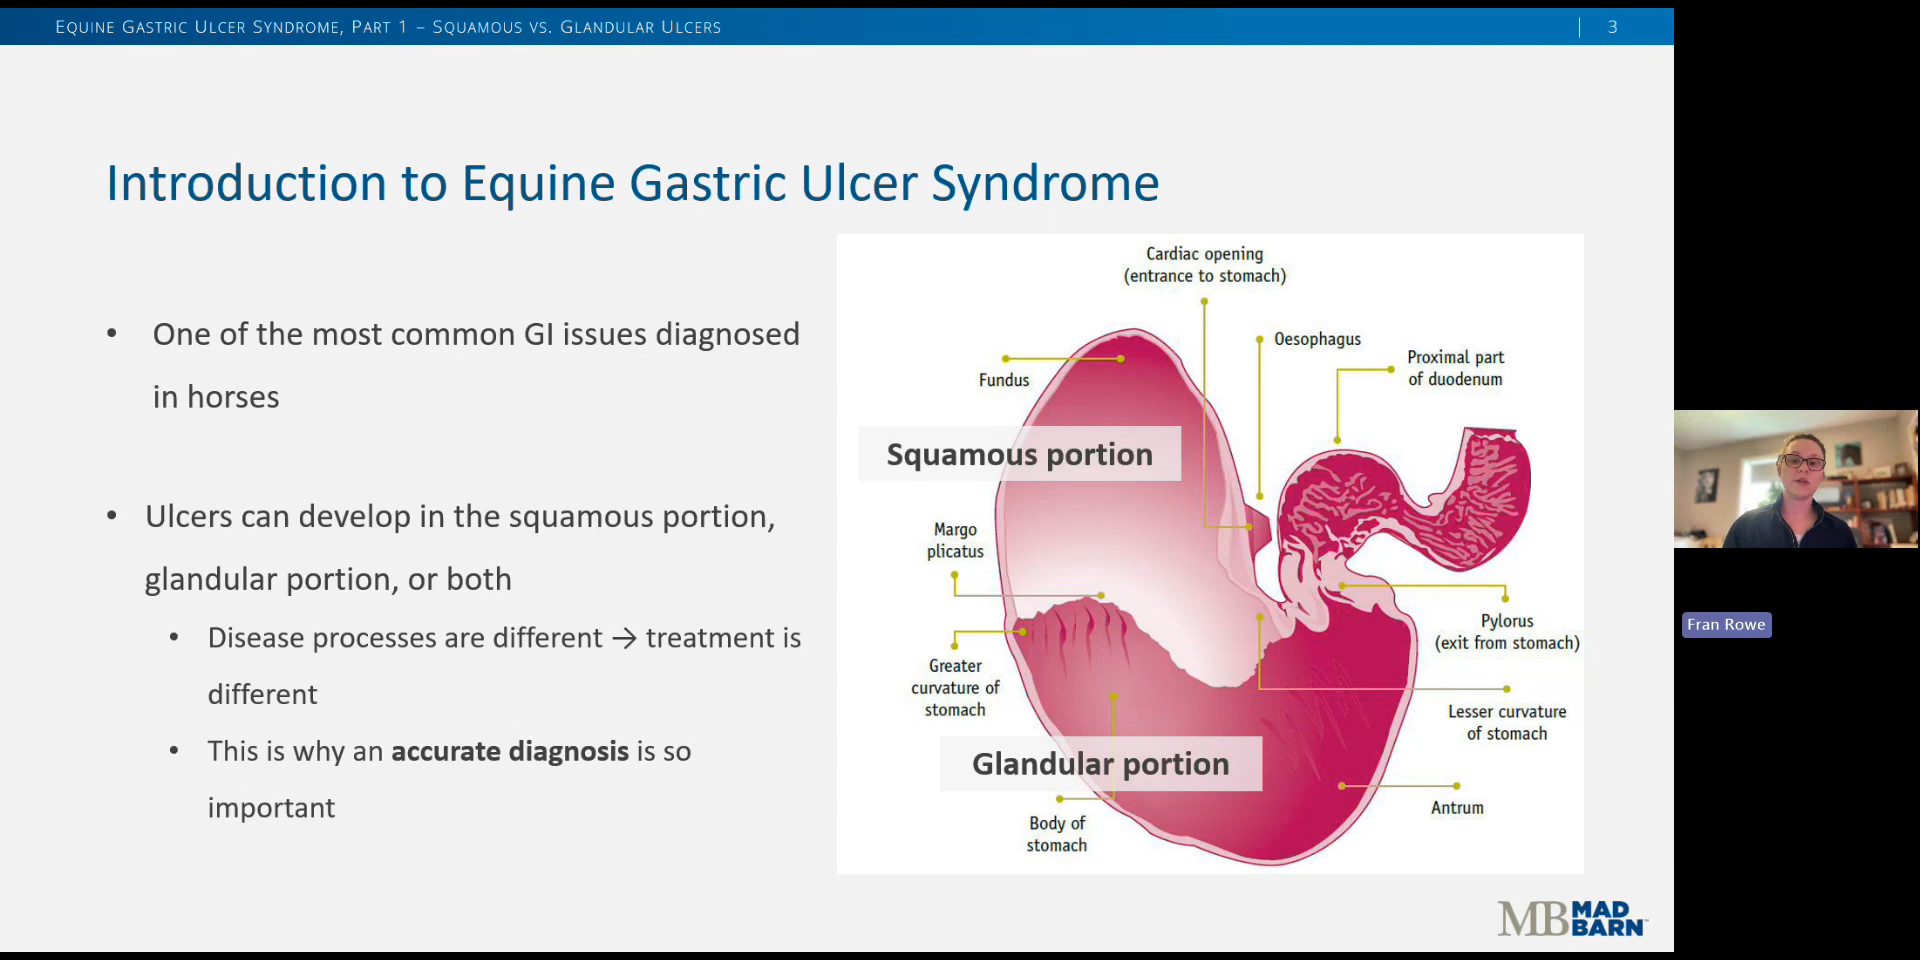 EQUINE GASTRIC ULCER SYNDROME, PART 1 – SQUAMOUS VS. GLANDULAR ULCERS
3
Introduction to Equine Gastric Ulcer Syndrome
• One of the most common GI issues diagnosed
in horses
• Ulcers can develop in the squamous portion,
glandular portion, or both
• Disease processes are different → treatment is
different
• This is why an accurate diagnosis is so
important
Cardiac opening
(entrance to stomach)
Oesophagus
Proximal part
of duodenum
Fundus
Squamous portion
Margo
plicatus
Greater
curvature of
stomach
Pylorus
(exit from stomach)
Lesser curvature
of stomach
Glandular portion
Antrum
Body of
stomach
MB MAD
BARN™
Fran Rowe